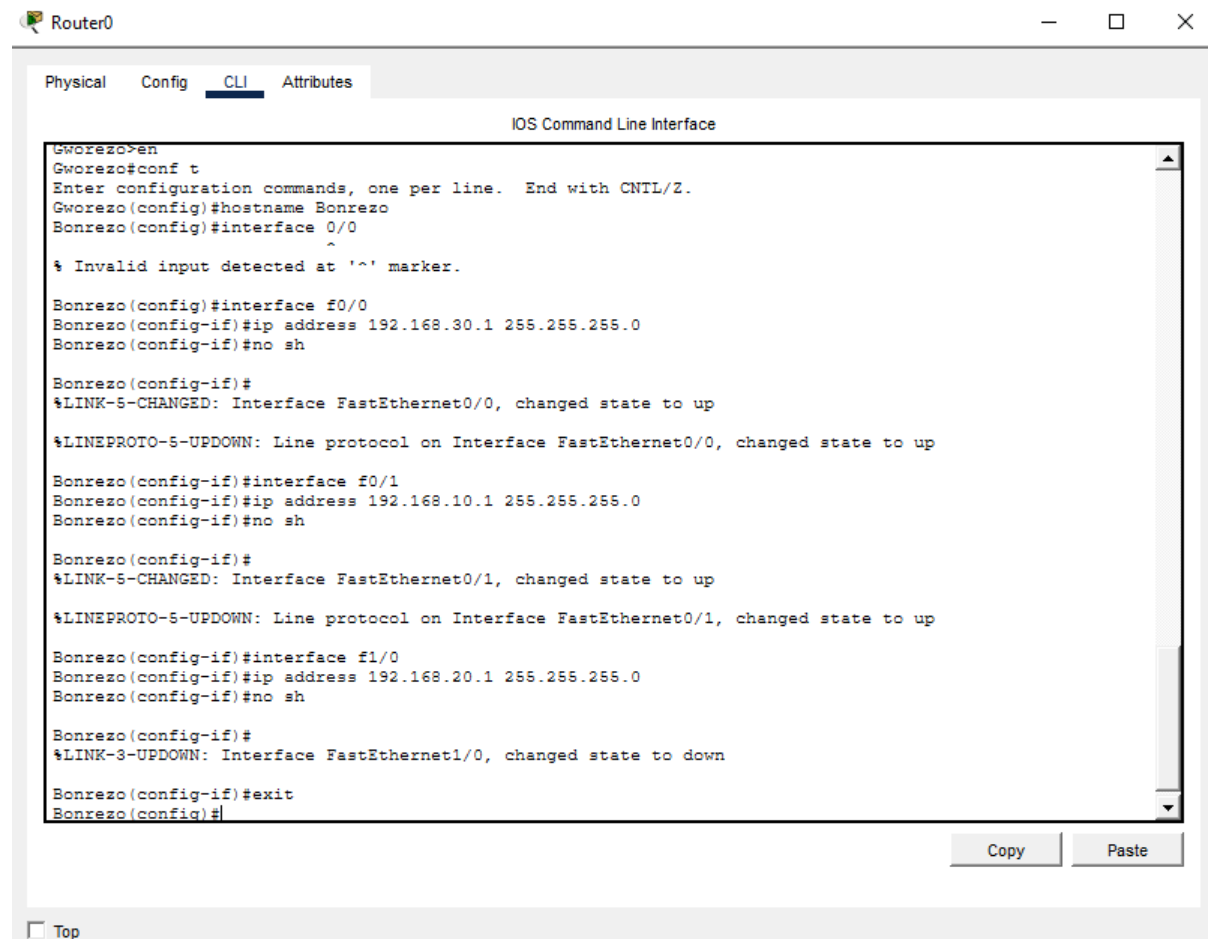 Router0
Physical Config CLI Attributes
IOS Command Line Interface
Gworezo>en
Gworezo#conf t
Enter configuration commands, one per line.  End with CNTL/Z.
Gworezo(config)#hostname Bonrezo
Bonrezo(config)#interface 0/0
^
% Invalid input detected at '^' marker.
Bonrezo(config)#interface f0/0
Bonrezo(config-if)#ip address 192.168.30.1 255.255.255.0
Bonrezo(config-if)#no sh
Bonrezo(config-if)#
%LINK-5-CHANGED: Interface FastEthernet0/0, changed state to up
%LINEPROTO-5-UPDOWN: Line protocol on Interface FastEthernet0/0, changed state to up
Bonrezo(config-if)#interface f0/1
Bonrezo(config-if)#ip address 192.168.10.1 255.255.255.0
Bonrezo(config-if)#no sh
Bonrezo(config-if)#
%LINK-5-CHANGED: Interface FastEthernet0/1, changed state to up
%LINEPROTO-5-UPDOWN: Line protocol on Interface FastEthernet0/1, changed state to up
Bonrezo(config-if)#interface f1/0
Bonrezo(config-if)#ip address 192.168.20.1 255.255.255.0
Bonrezo(config-if)#no sh
Bonrezo(config-if)#
%LINK-3-UPDOWN: Interface FastEthernet1/0, changed state to down
Bonrezo(config-if)#exit
Bonrezo(config)#
Copy Paste
Top